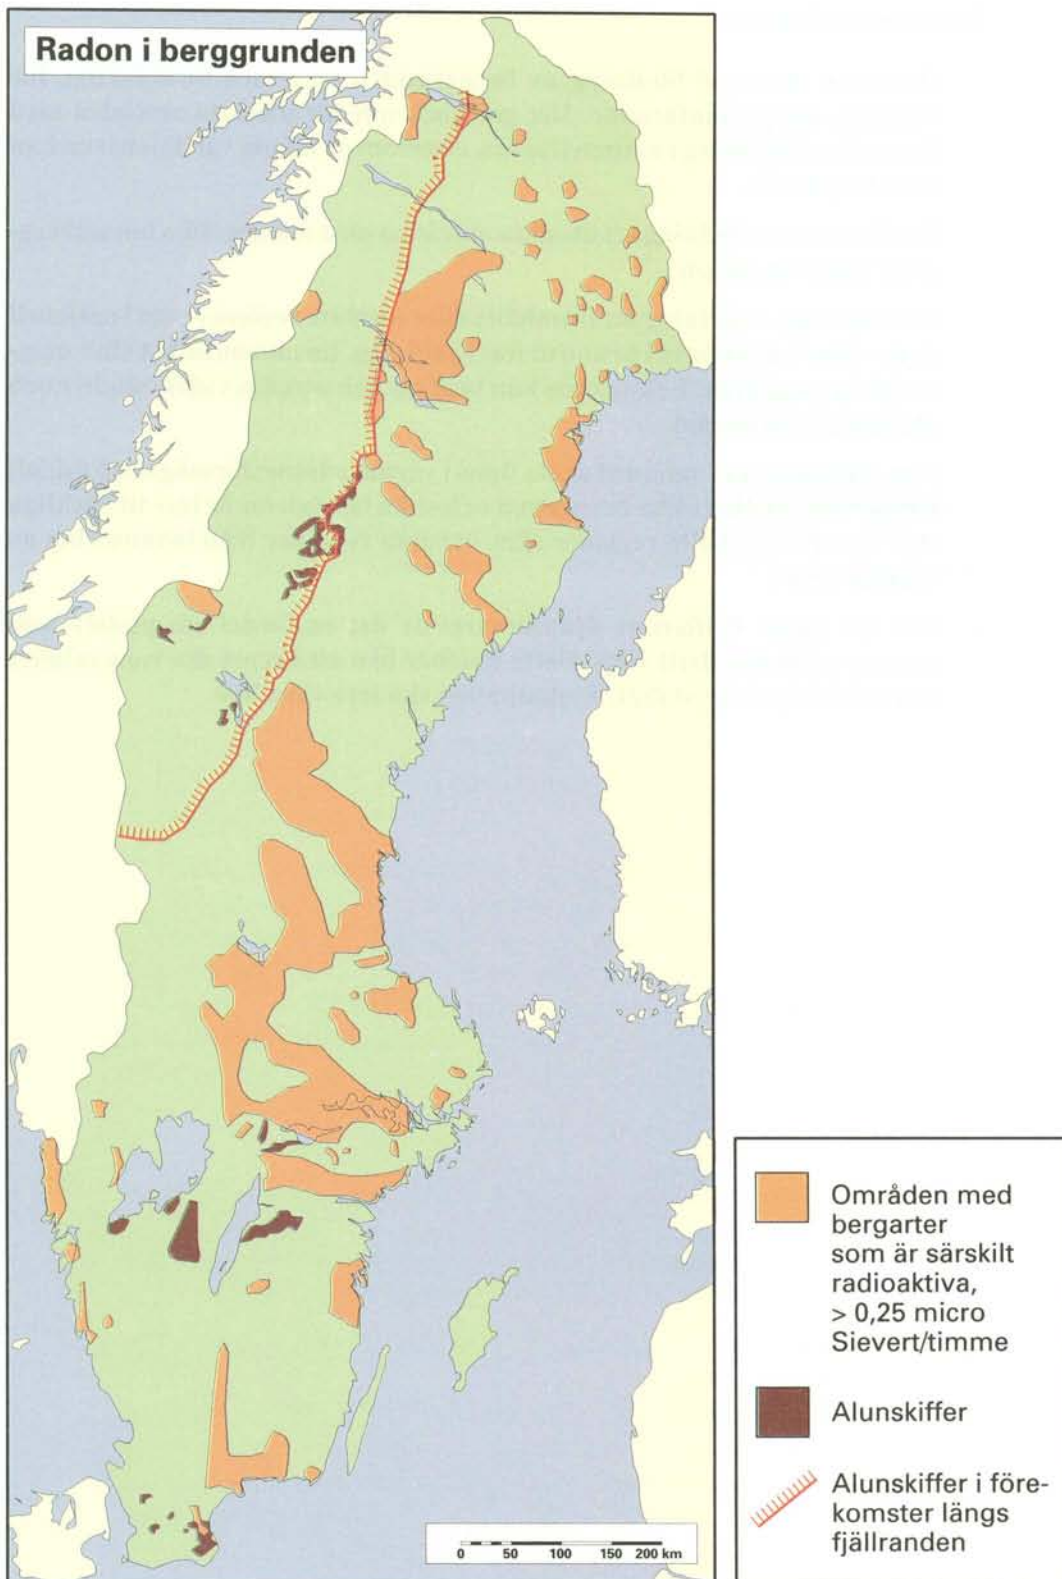 Radon i berggrunden
Områden med
bergarter
som är särskilt
radioaktiva,
> 0,25 micro
Sievert/timme
Alunskiffer
Alunskiffer i före-
komster längs
fjällranden
0 50 100 150 200 km